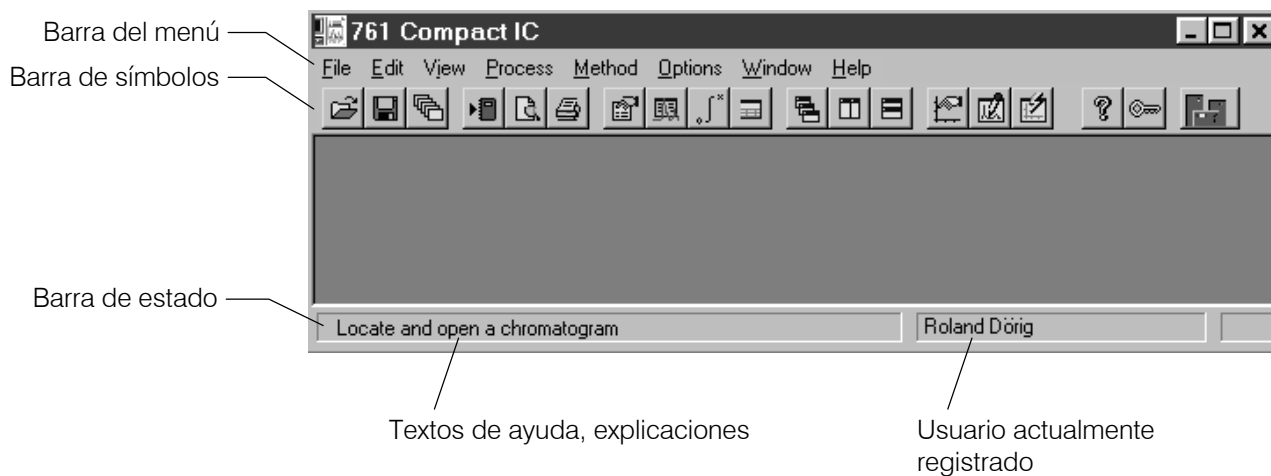 761 Compact IC
Barra del menú
File Edit View Process Method Options Window Help
Barra de símbolos
Barra de estado
Locate and open a chromatogram
Roland Dörig
Textos de ayuda, explicaciones
Usuario actualmente
registrado